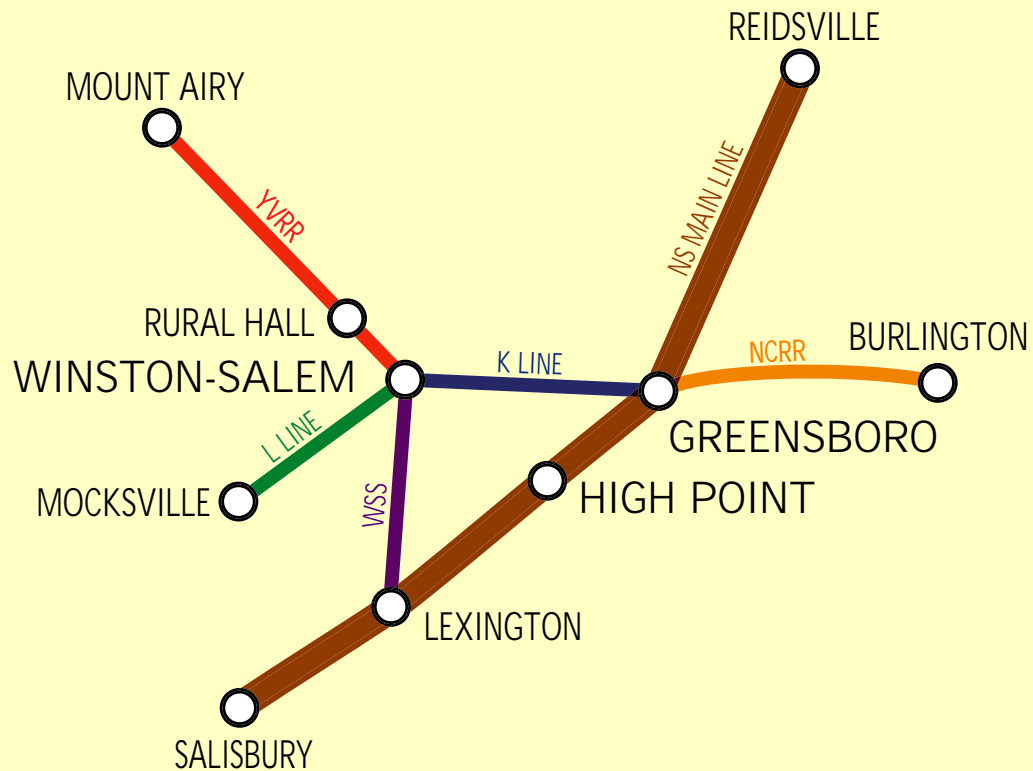 REIDSVILLE
MOUNT AIRY
NS MAIN LINE
YVRR
RURAL HALL
BURLINGTON
NCRR
K LINE
WINSTON-SALEM
L LINE
GREENSBORO
MOCKSVILLE
WSS
HIGH POINT
LEXINGTON
SALISBURY